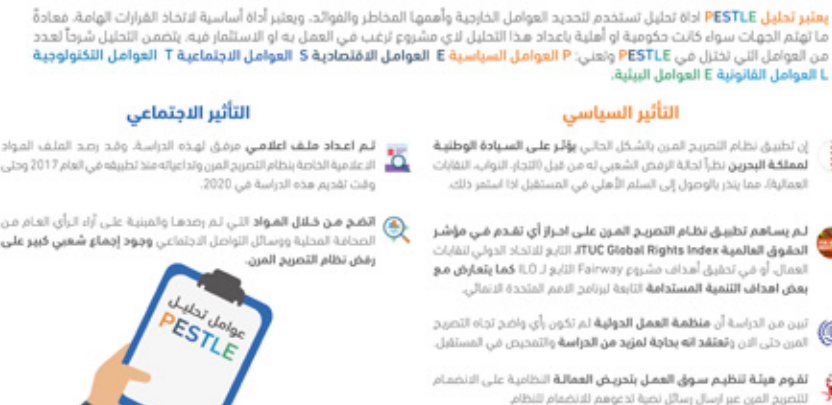 يعتبر تحليل PESTLE اداة تحليل تستخدم لتحديد العوامل الخارجية وأهمها المخاطر والفوائد، ويعتبر أداة أساسية لاتخاذ القرارات الهامة. فعادةً
ما تهتم الجهات سواء كانت حكومية او أهلية باعداد هذا التحليل لاي مشروع ترغب في العمل به او الاستثمار فيه. يتضمن التحليل شرحاً لعدد
من العوامل التي تختزل في PESTLE وتعني: P العوامل السياسية E العوامل الاقتصادية S العوامل الاجتماعية T العوامل التكنولوجية
L العوامل القانونية E العوامل البيئية.
التأثير السياسي
إن تطبيق نظام التصريح المرن بالشكل الحالي يؤثر على السيادة الوطنية
لمملكة البحرين نظراً لحالة الرفض الشعبي له من قبل (التجار، النواب، النقابات
العمالية)، مما ينذر بالوصول إلى السلم الأهلي في المستقبل اذا استمر ذلك.
لم يساهم تطبيق نظام التصريح المرن على احراز أي تقدم في مؤشر
الحقوق العالمية ITUC Global Rights Index، التابع للاتحاد الدولي لنقابات
العمال، أو في تحقيق أهداف مشروع Fairway التابع لـ ILO كما يتعارض مع
بعض اهداف التنمية المستدامة التابعة لبرنامج الامم المتحدة الانمائي.
تبين من الدراسة أن منظمة العمل الدولية لم تكون رأي واضح تجاه التصريح
المرن حتى الان وتعتقد انه بحاجة لمزيد من الدراسة والتمحيص في المستقبل.
تقوم هيئة تنظيم سوق العمل بتحريض العمالة النظامية على الانضمام
للتصريح المرن عبر ارسال رسائل نصية تدعوهم للانضمام للنظام.
التأثير الاجتماعي
تم اعداد ملف اعلامي مرفق لهذه الدراسة، وقد رصد الملف المواد
الاعلامية الخاصة بنظام التصريح المرن وتداعياته منذ تطبيقه في العام 2017 وحتى
وقت تقديم هذه الدراسة في 2020.
اتضح من خلال المواد التي تم رصدها والمبنية على آراء الرأي العام من
الصحافة المحلية ووسائل التواصل الاجتماعي وجود إجماع شعبي كبير على
رفض نظام التصريح المرن.
عوامل تحليل
PESTLE